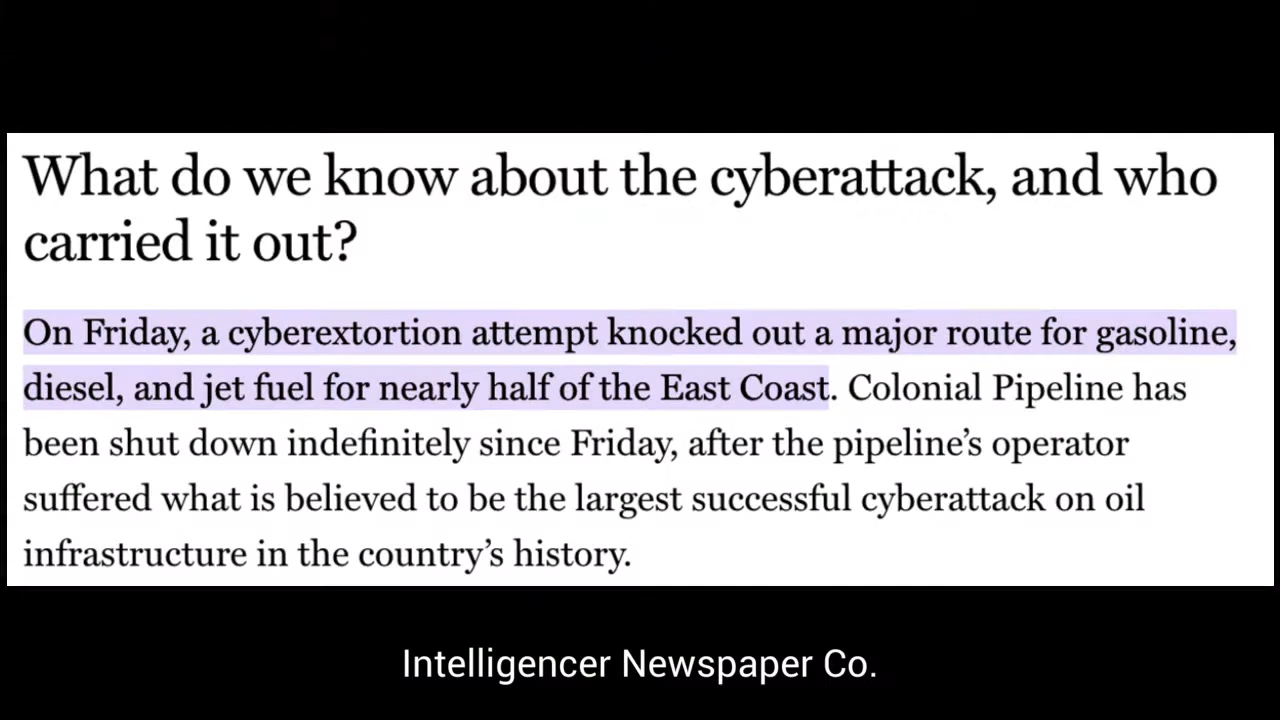 What do we know about the cyberattack, and who
carried it out?
On Friday, a cyberextortion attempt knocked out a major route for gasoline,
diesel, and jet fuel for nearly half of the East Coast. Colonial Pipeline has
been shut down indefinitely since Friday, after the pipeline’s operator
suffered what is believed to be the largest successful cyberattack on oil
infrastructure in the country’s history.
Intelligencer Newspaper Co.